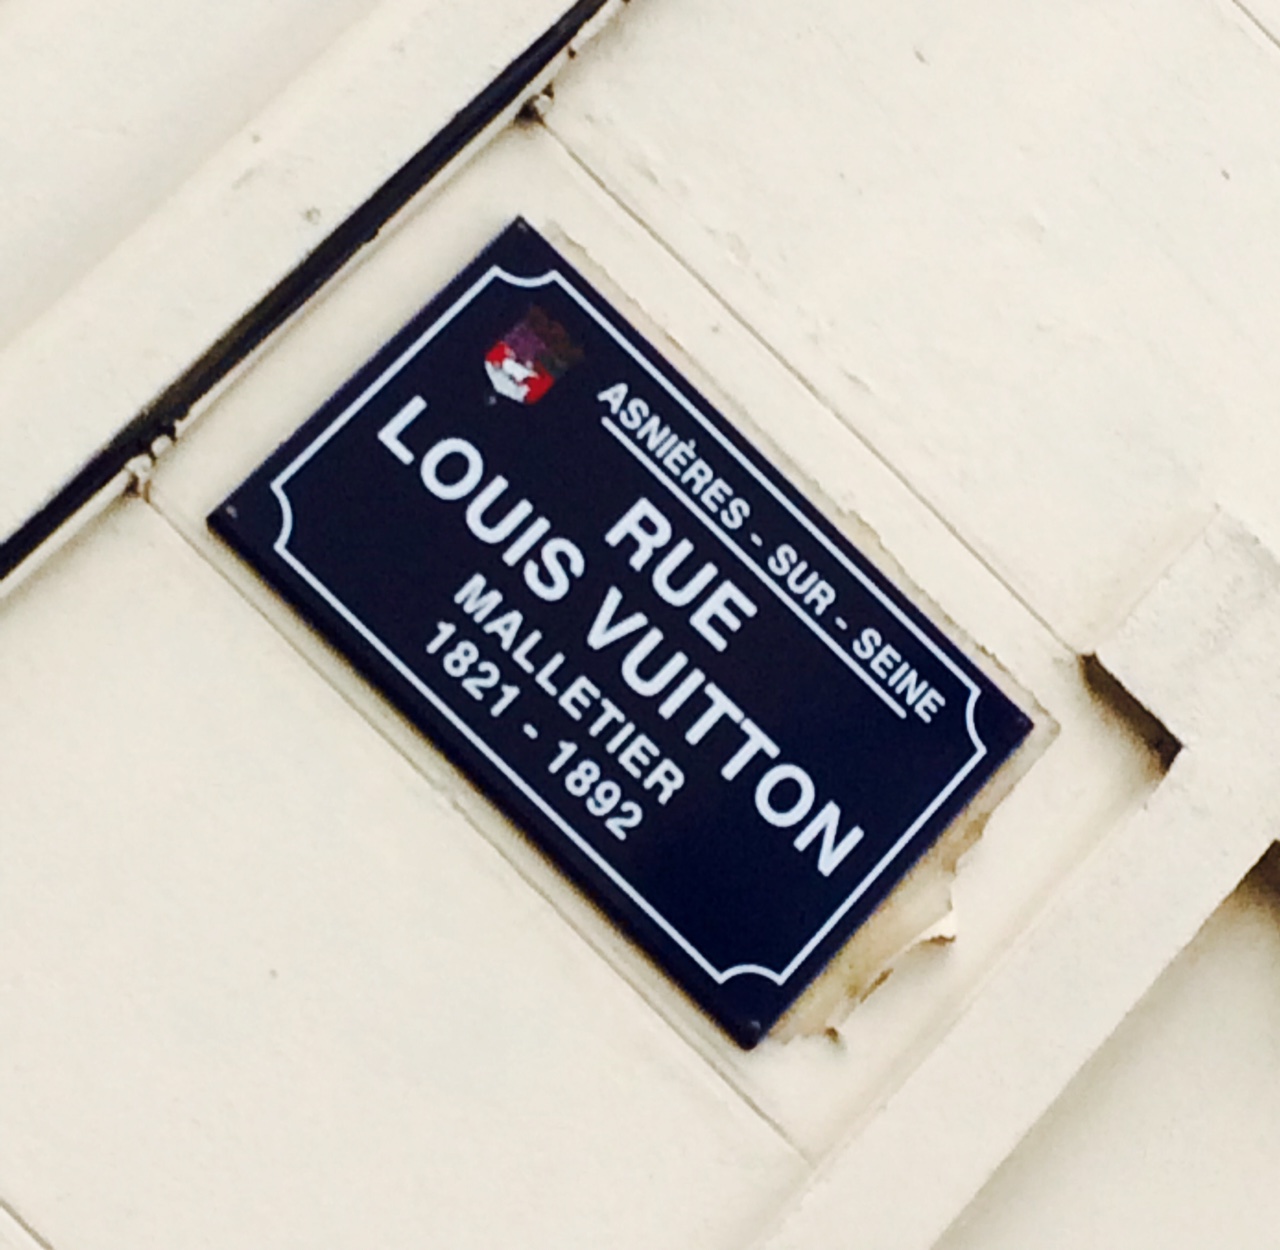 ASNIÈRES - SUR - SEINE
RUE
LOUIS VUITTON
MALLETIER
1821 - 1892